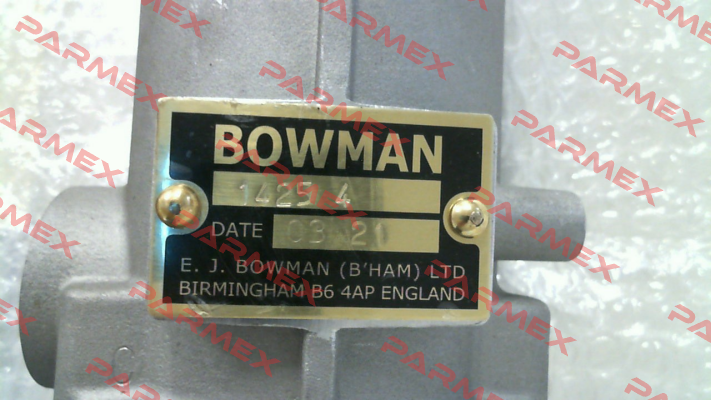 BOWMAN
1425 4
DATE 03 20
E. J. BOWMAN (B'HAM) LTD
BIRMINGHAM B6 4AP ENGLAND
PARMEX